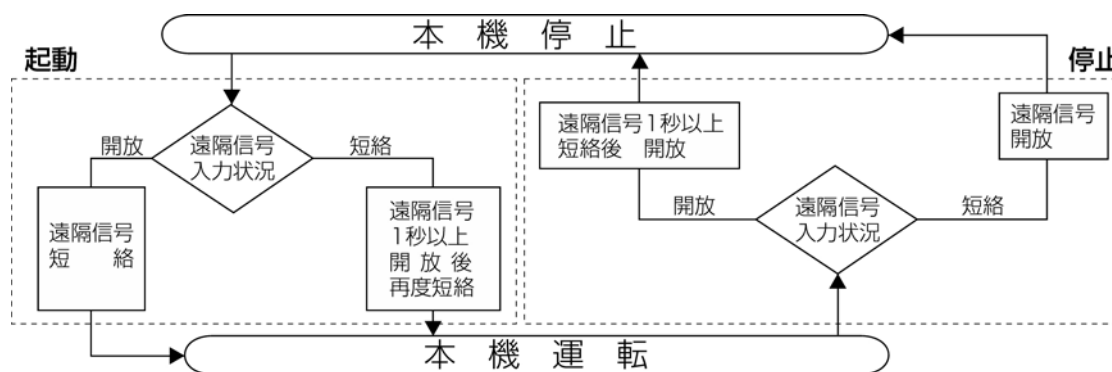 本機停止
起動
停止
遠隔信号
入力状況
開放
短絡
遠隔信号
短絡
遠隔信号
1秒以上
開放後
再度短絡
遠隔信号1秒以上
短絡後 開放
遠隔信号
開放
遠隔信号
入力状況
開放
短絡
本機運転